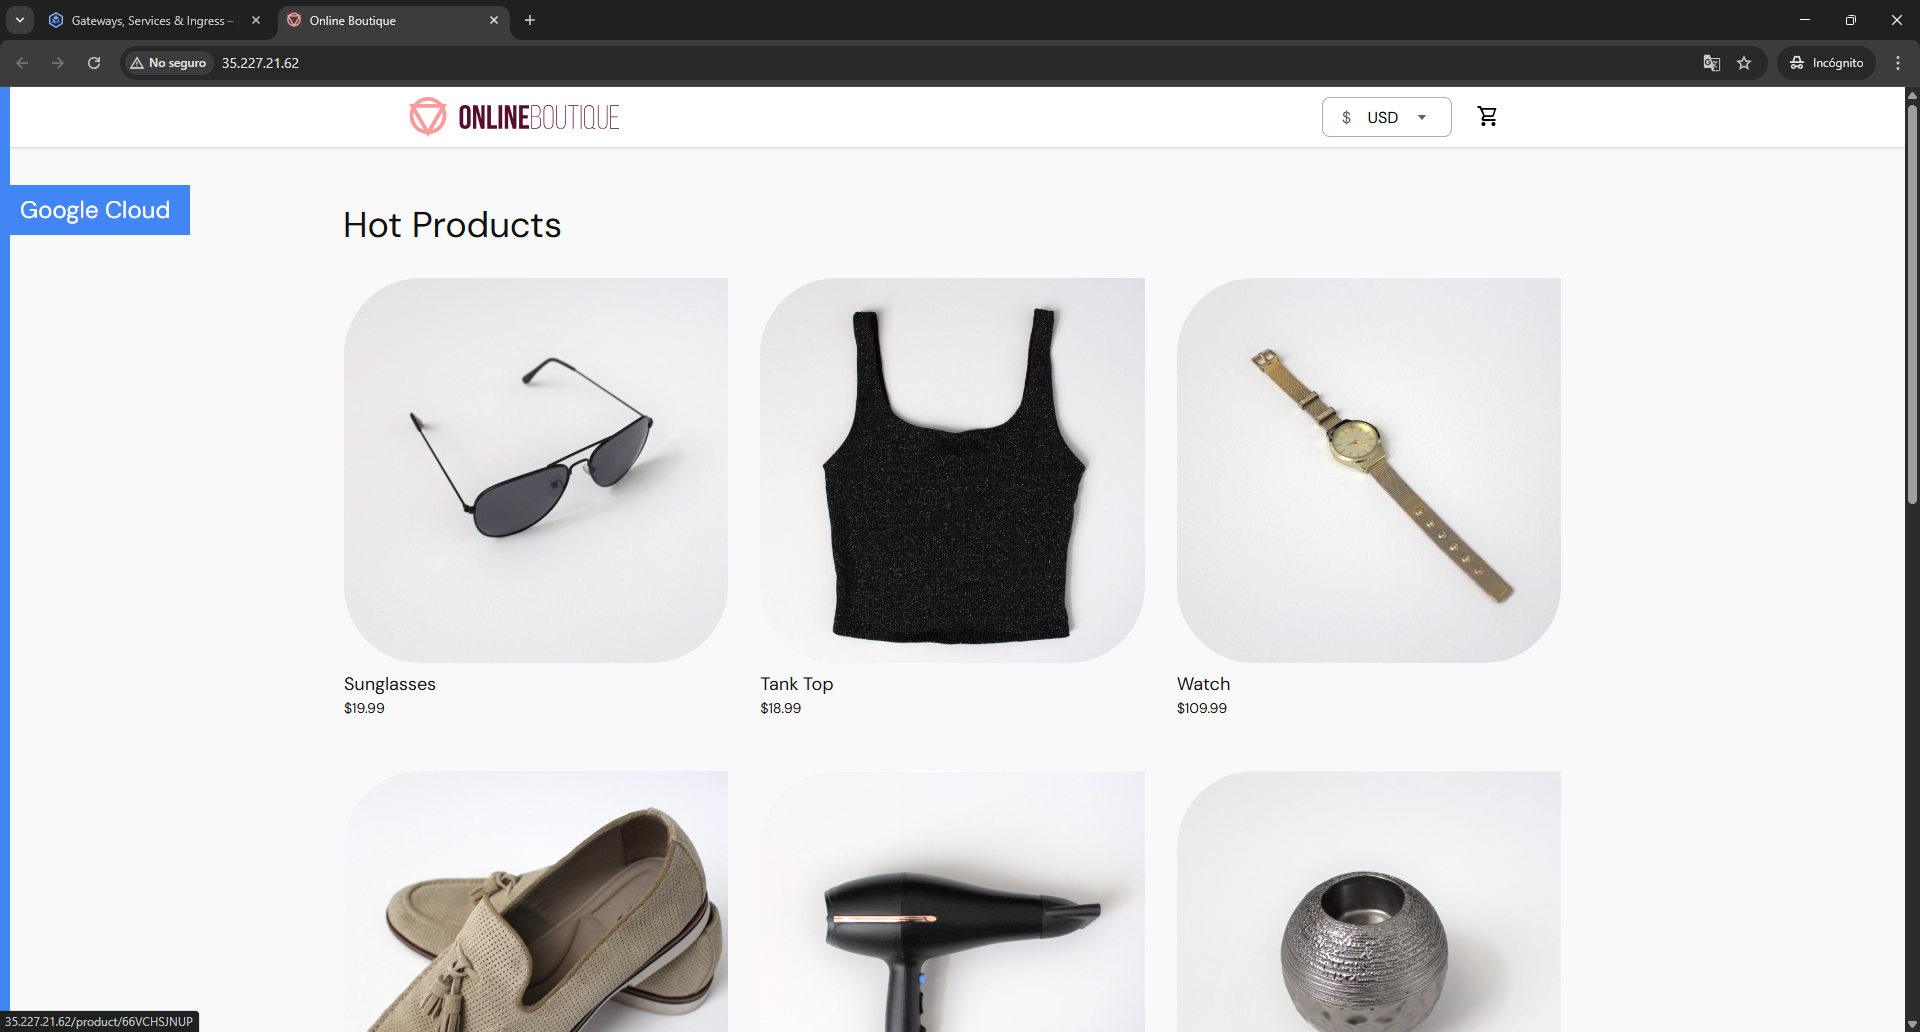 Gateways, Services & Ingress –
Online Boutique
No seguro
35.227.21.62
Incógnito
ONLINEBOUTIQUE
$ USD
Google Cloud
Hot Products
Sunglasses
$19.99
Tank Top
$18.99
Watch
$109.99
35.227.21.62/product/66VCHSJNUP